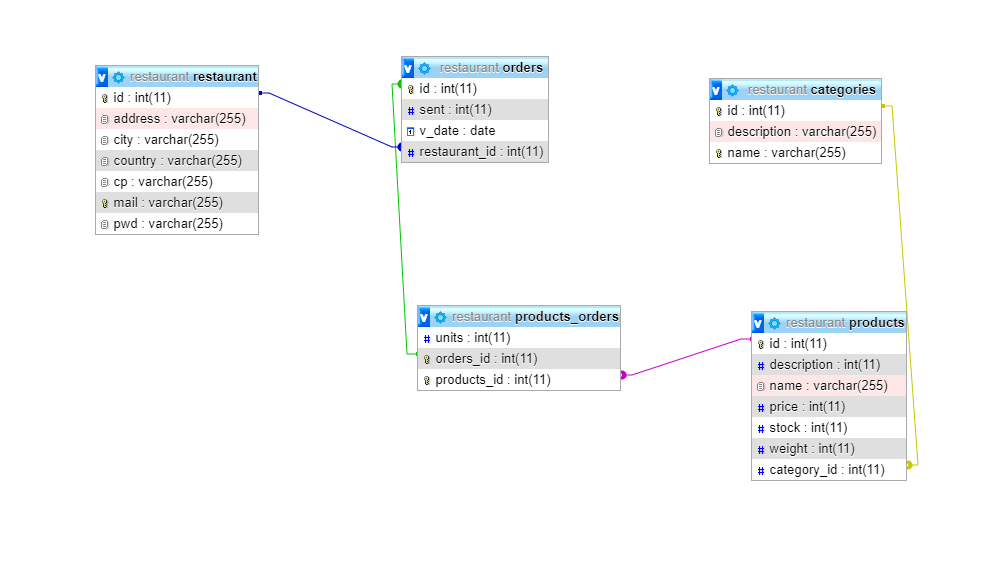 v restaurant restaurant
id : int(11)
address : varchar(255)
city : varchar(255)
country : varchar(255)
cp : varchar(255)
mail : varchar(255)
pwd : varchar(255)
v restaurant orders
id : int(11)
# sent : int(11)
v_date : date
# restaurant_id : int(11)
v restaurant categories
id : int(11)
description : varchar(255)
name : varchar(255)
v restaurant products_orders
# units : int(11)
orders_id : int(11)
products_id : int(11)
v restaurant products
id : int(11)
# description : int(11)
name : varchar(255)
# price : int(11)
# stock : int(11)
# weight : int(11)
# category_id : int(11)